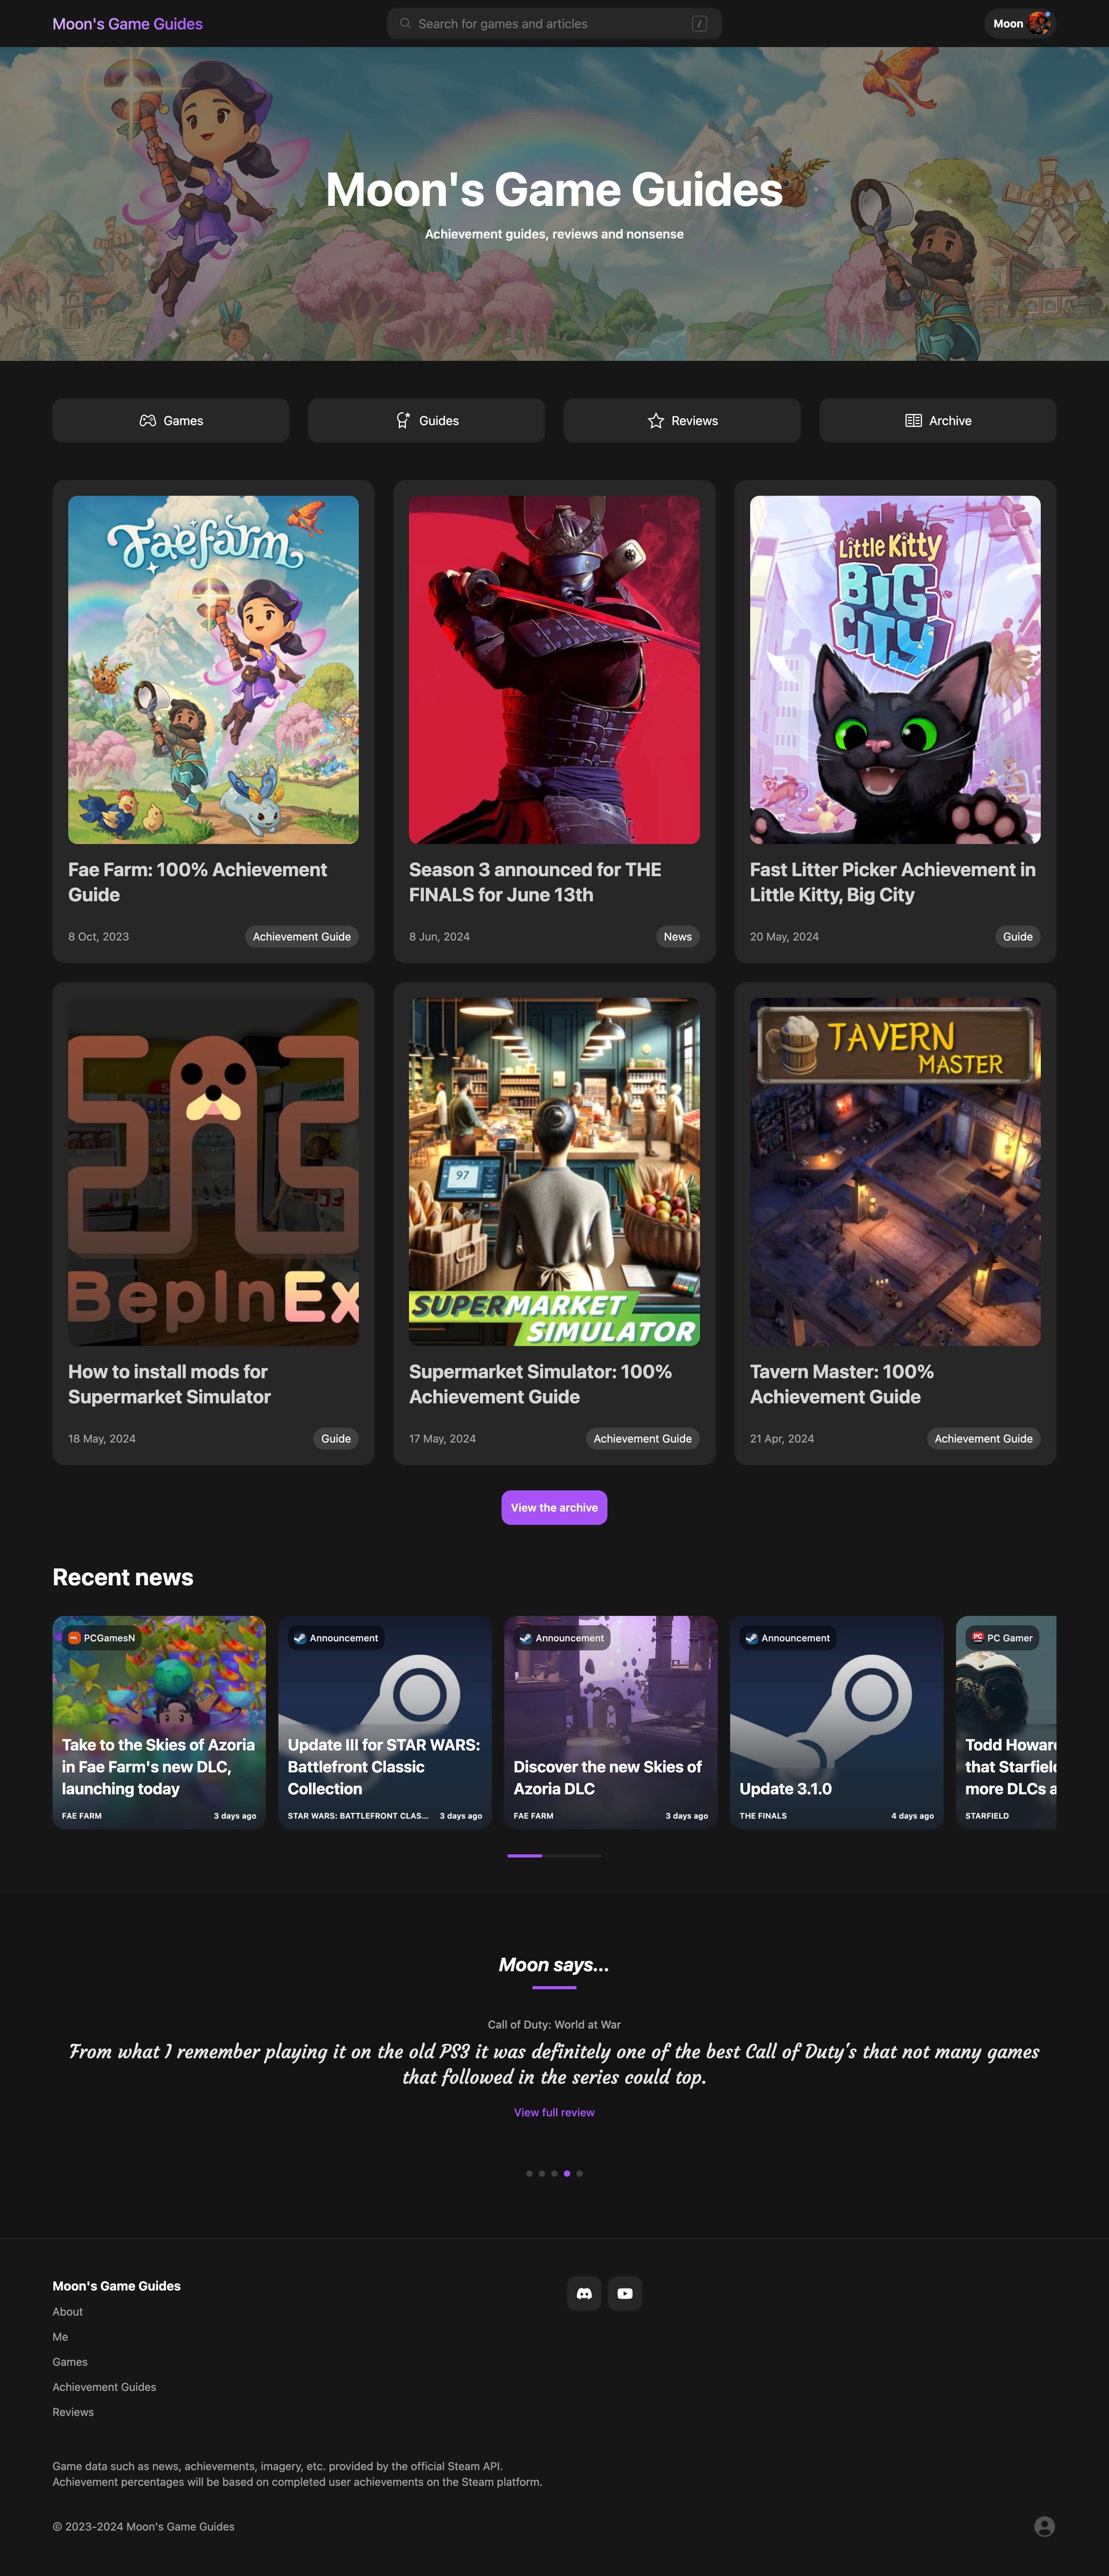 Moon's Game Guides
Search for games and articles
/
Moon
Moon's Game Guides
Achievement guides, reviews and nonsense
Games
Guides
Reviews
Archive
Faefarm
Fae Farm: 100% Achievement
Guide
8 Oct, 2023
Achievement Guide
Season 3 announced for THE
FINALS for June 13th
8 Jun, 2024
News
Little Kitty
BIG
CITY
Fast Litter Picker Achievement in
Little Kitty, Big City
20 May, 2024
Guide
BepInEx
How to install mods for
Supermarket Simulator
18 May, 2024
Guide
97
SUPERMARKET
SIMULATOR
Supermarket Simulator: 100%
Achievement Guide
17 May, 2024
Achievement Guide
TAVERN
MASTER
Tavern Master: 100%
Achievement Guide
21 Apr, 2024
Achievement Guide
View the archive
Recent news
PCGamesN
Take to the Skies of Azoria
in Fae Farm's new DLC,
launching today
FAE FARM
3 days ago
Announcement
Update III for STAR WARS:
Battlefront Classic
Collection
STAR WARS: BATTLEFRONT CLAS...
3 days ago
Announcement
Discover the new Skies of
Azoria DLC
FAE FARM
3 days ago
Announcement
Update 3.1.0
THE FINALS
4 days ago
PC Gamer
Todd Howar
that Starfiel
more DLCs a
STARFIELD
Moon says...
Call of Duty: World at War
From what I remember playing it on the old PS3 it was definitely one of the best Call of Duty's that not many games
that followed in the series could top.
View full review
Moon's Game Guides
About
Me
Games
Achievement Guides
Reviews
Game data such as news, achievements, imagery, etc. provided by the official Steam API.
Achievement percentages will be based on completed user achievements on the Steam platform.
© 2023-2024 Moon's Game Guides